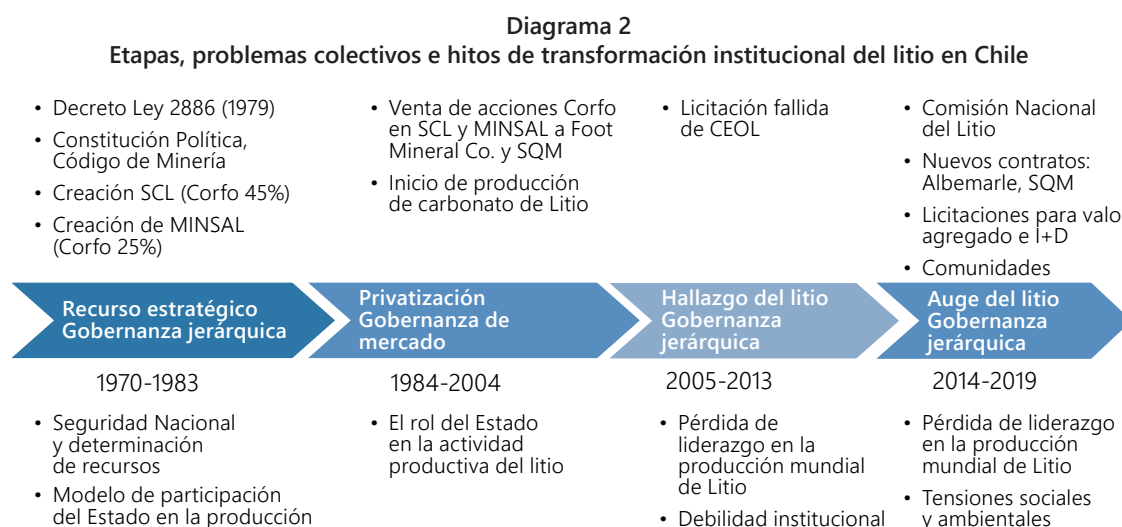 Diagrama 2
Etapas, problemas colectivos e hitos de transformación institucional del litio en Chile
• Decreto Ley 2886 (1979)
• Constitución Política,
Código de Minería
• Creación SCL (Corfo 45%)
• Creación de MINSAL
(Corfo 25%)
• Venta de acciones Corfo
en SCL y MINSAL a Foot
Mineral Co. y SQM
• Inicio de producción
de carbonato de Litio
• Licitación fallida
de CEOL
• Comisión Nacional
del Litio
• Nuevos contratos:
Albemarle, SQM
• Licitaciones para valo
agregado e I+D
• Comunidades
Recurso estratégico
Gobernanza jerárquica
Privatización
Gobernanza de
mercado
Hallazgo del litio
Gobernanza
jerárquica
Auge del litio
Gobernanza
jerárquica
1970-1983
1984-2004
2005-2013
2014-2019
• Seguridad Nacional
y determinación
de recursos
• Modelo de participación
del Estado en la producción
• El rol del Estado
en la actividad
productiva del litio
• Pérdida de
liderazgo en la
producción mundial
de Litio
• Debilidad institucional
• Pérdida de liderazgo
en la producción
mundial de Litio
• Tensiones sociales
y ambientales